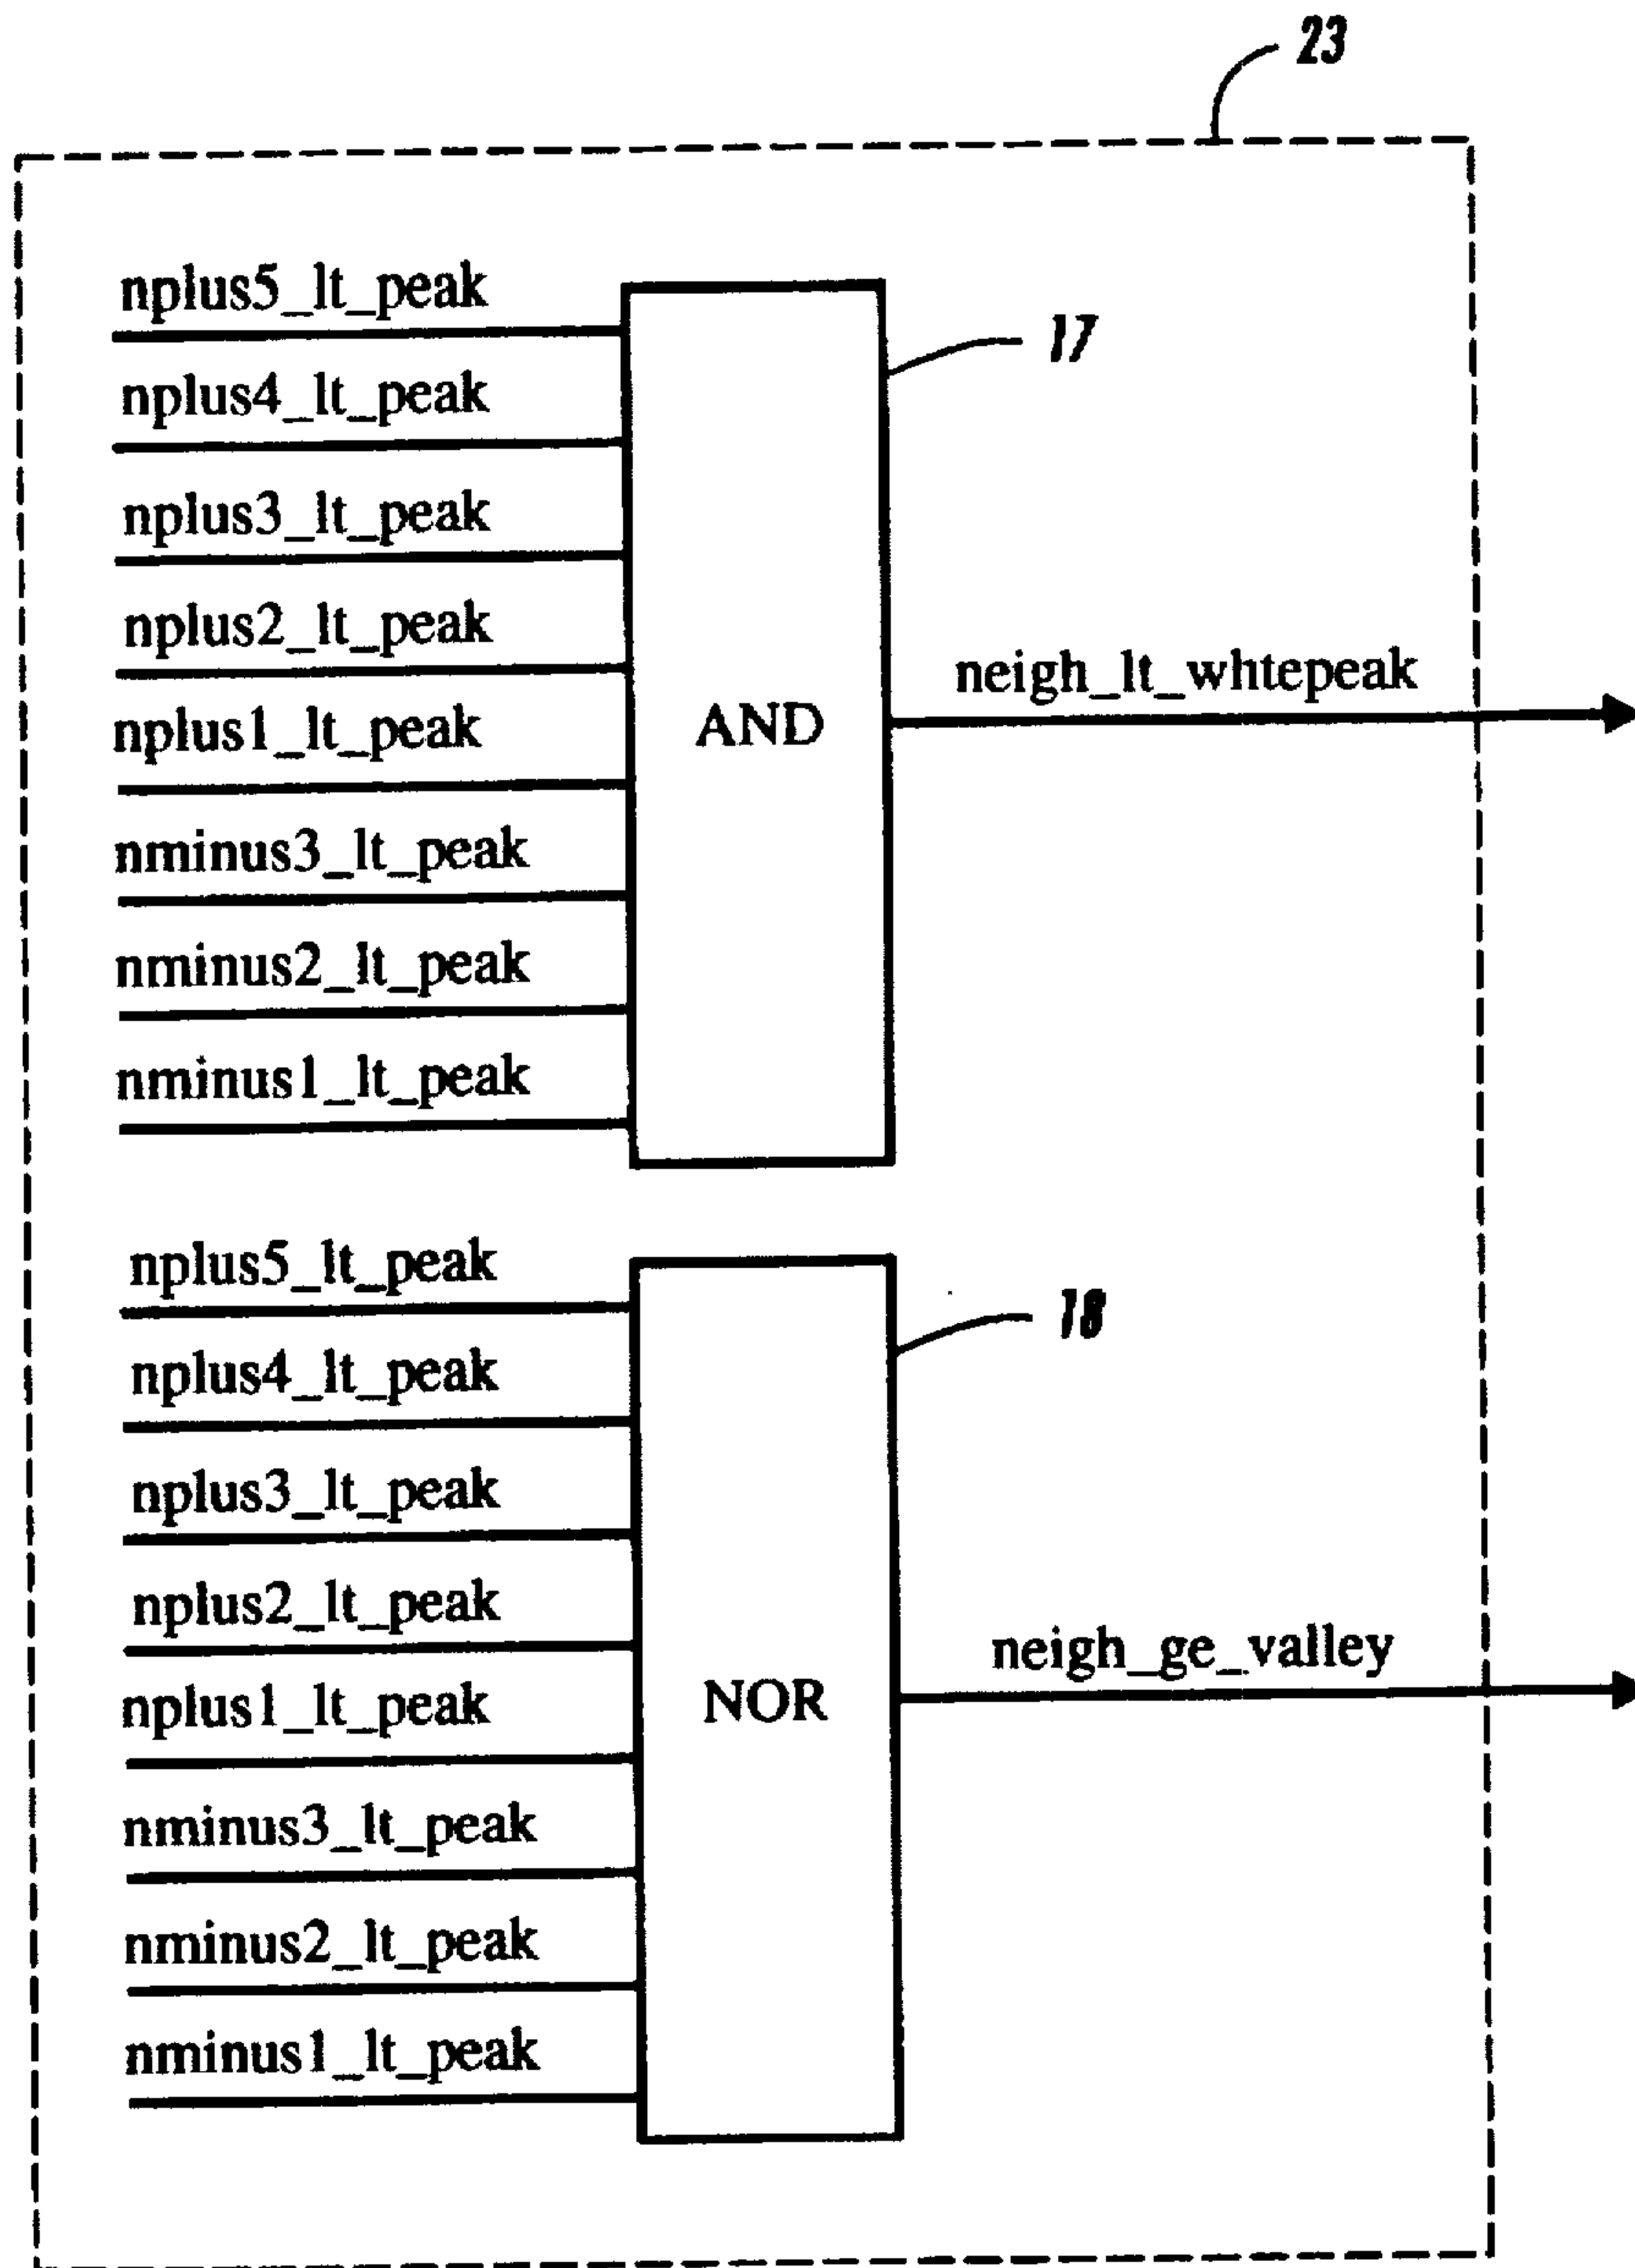 23
nplus5_lt_peak
17
nplus4_lt_peak
nplus3_lt_peak
nplus2_lt_peak
neigh_lt_whtepeak
nplus1_lt_peak
AND
nminus3_lt_peak
nminus2_lt_peak
nminus1_lt_peak
nplus5_lt_peak
18
nplus4_lt_peak
nplus3_lt_peak
nplus2_lt_peak
neigh_ge_valley
nplus1_lt_peak
NOR
nminus3_lt_peak
nminus2_lt_peak
nminus1_lt_peak